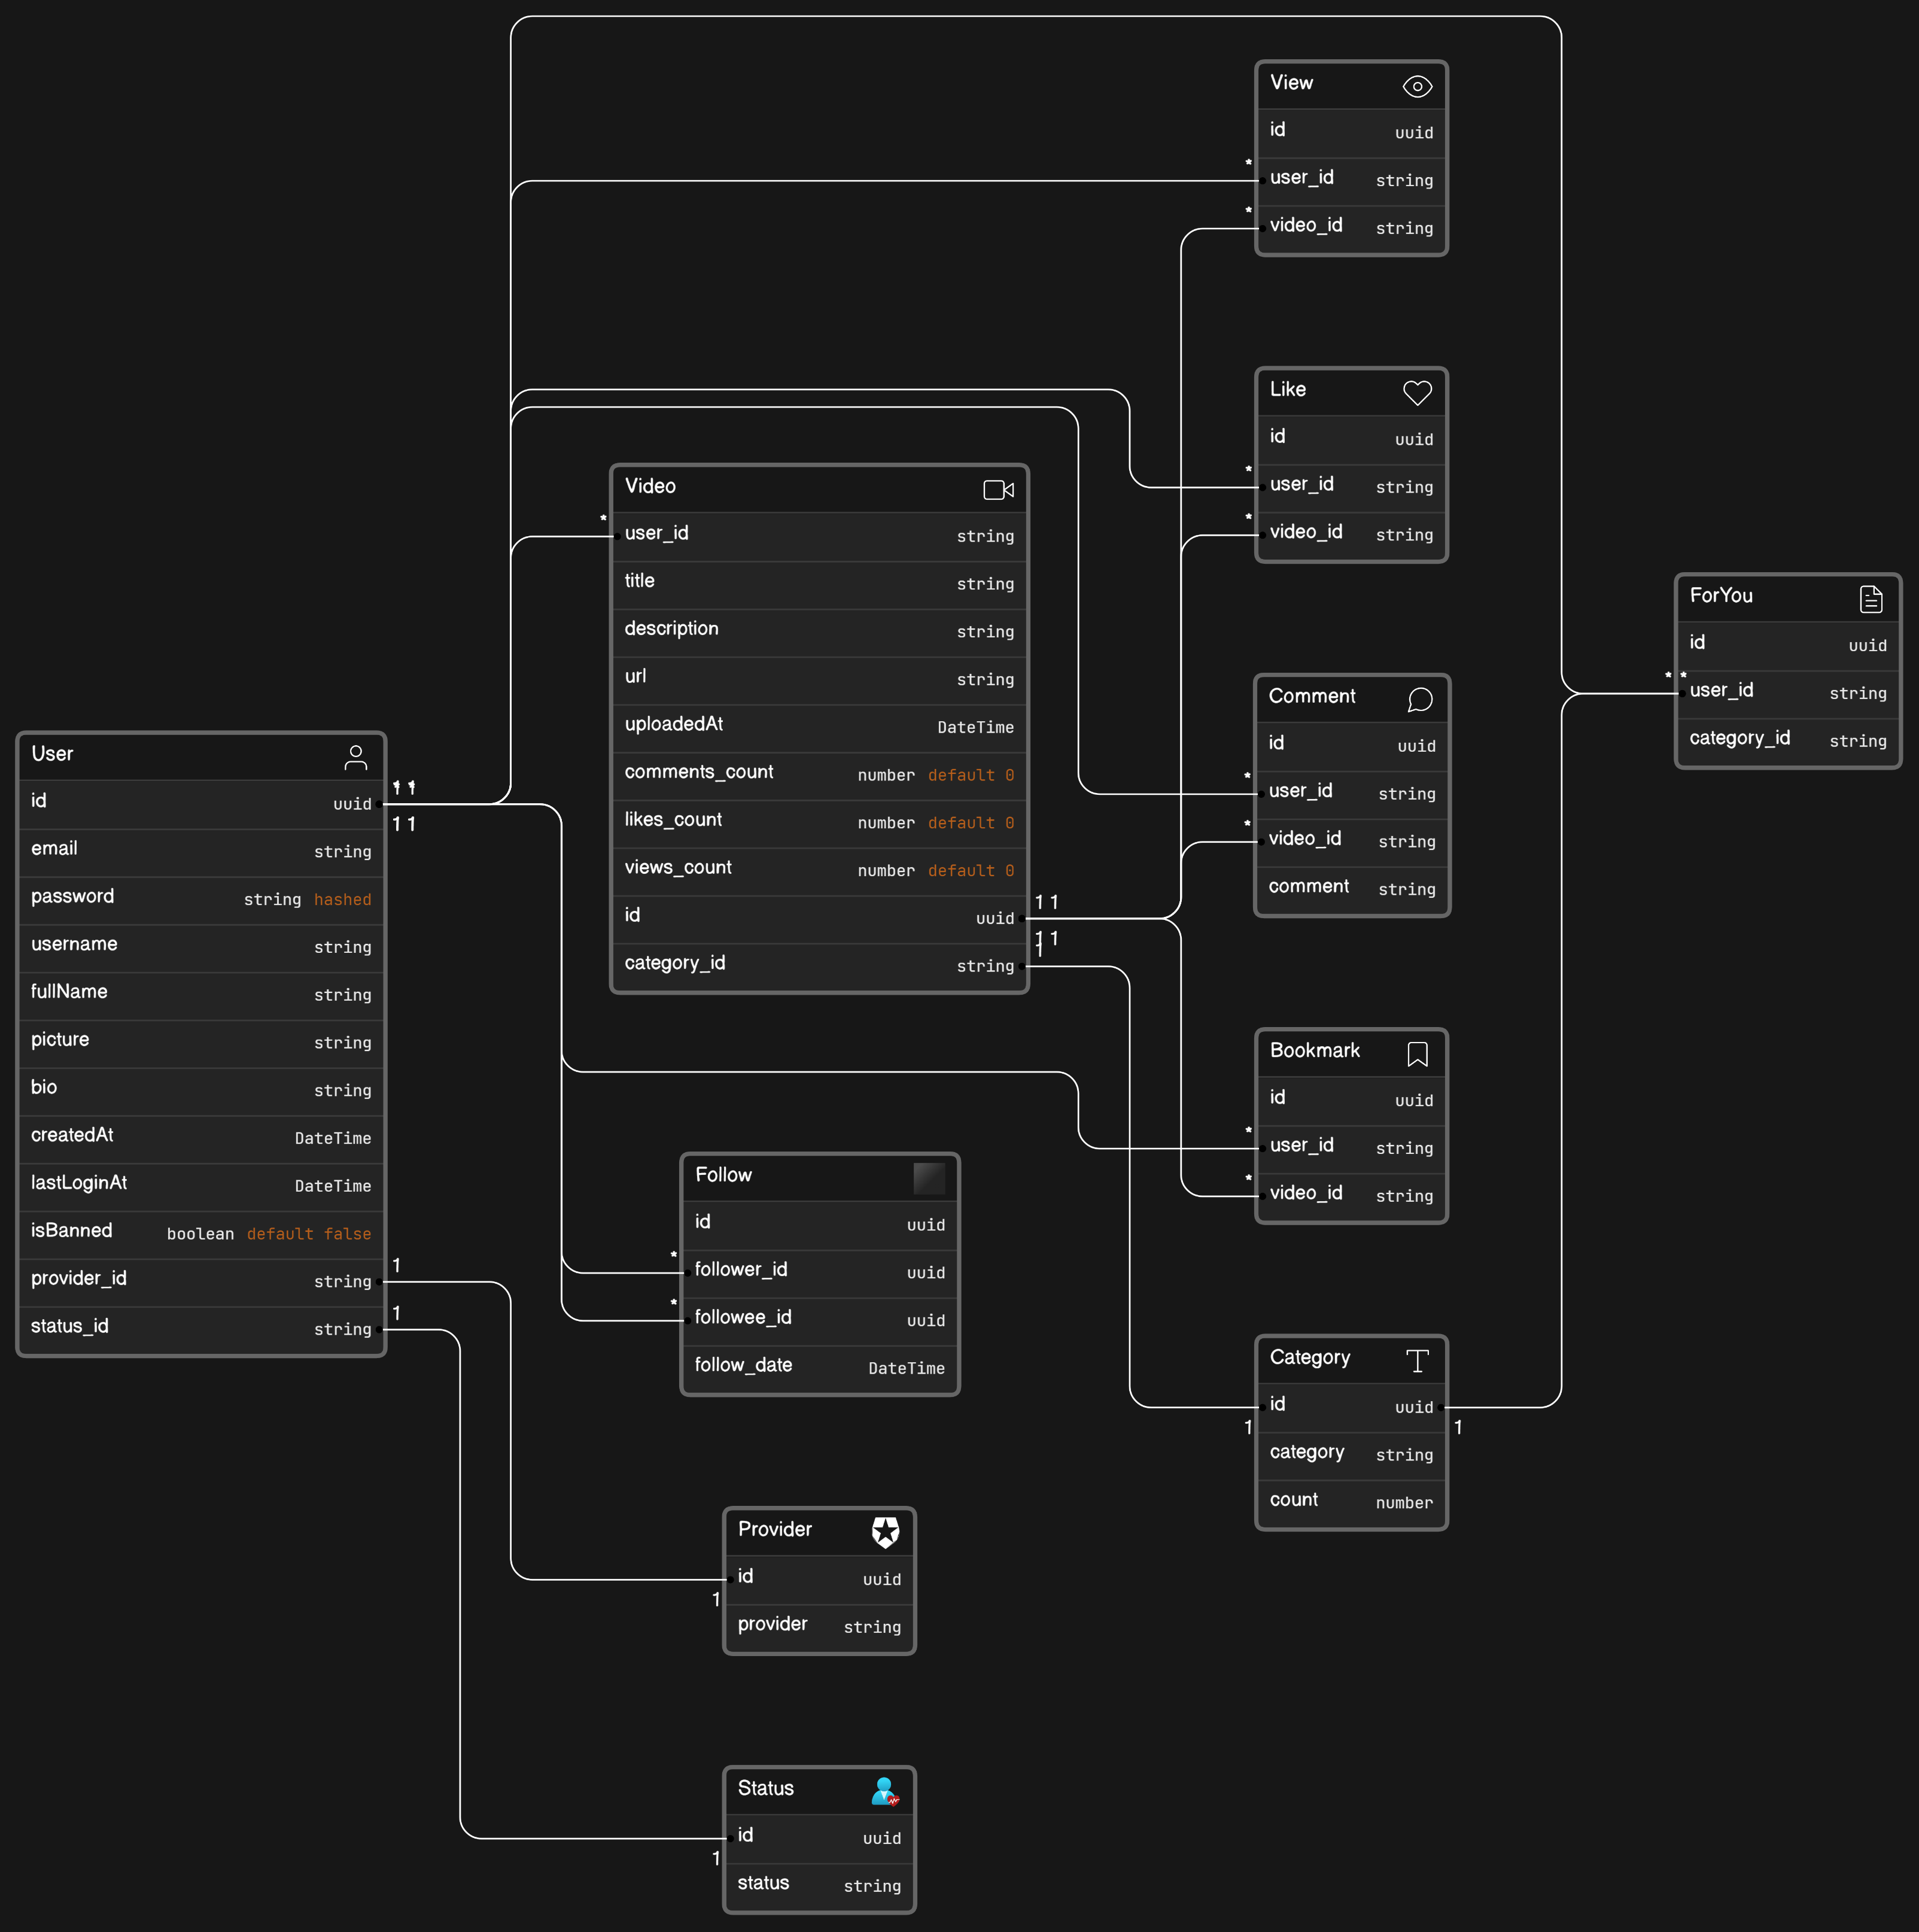 View
id uuid
* user_id string
* video_id string
Like
id uuid
* user_id string
* video_id string
Video
* user_id string
title string
description string
url string
uploadedAt DateTime
comments_count number default 0
likes_count number default 0
views_count number default 0
1 1
id uuid
1 1
1
category_id string
ForYou
id uuid
* *
user_id string
category_id string
Comment
id uuid
* user_id string
* video_id string
comment string
User
1 1
id uuid
1 1
email string
password string hashed
username string
fullName string
picture string
bio string
createdAt DateTime
lastLoginAt DateTime
isBanned boolean default false
provider_id string 1
status_id string 1
Bookmark
id uuid
* user_id string
* video_id string
Follow
id uuid
* follower_id uuid
* followee_id uuid
follow_date DateTime
Category
id uuid
1 1
category string
count number
Provider
id uuid
1
provider string
Status
id uuid
1
status string